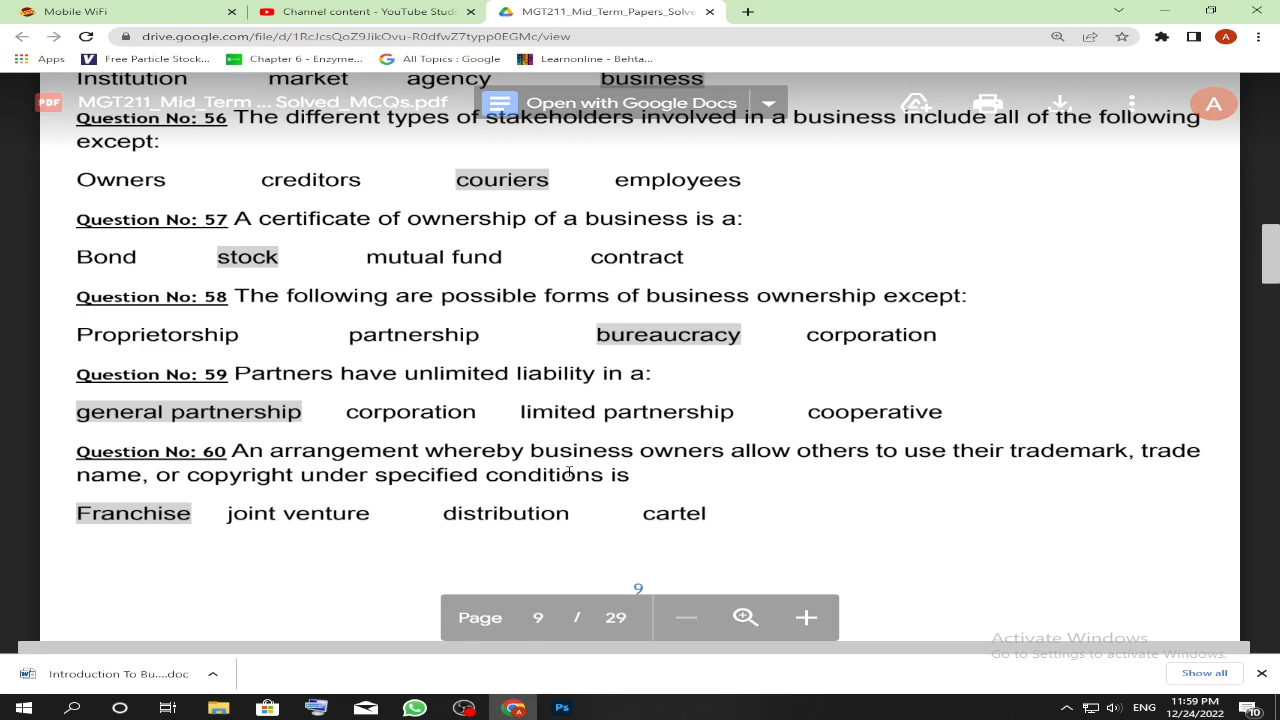 MyDownloads
YouTube Studio
YouTube Studio
MGT211_Mid_Term_Papers_Solved_
drive.google.com/file/d/1RcJcsQoZ9JikOvu-R0dfwZ7typp0EGMc/view
A
Apps Free Particle Stock... Chapter 6 - Enzyme... All Topics : Google Learnonline - Behta...
Institution market agency business
PDF MGT211_Mid_Term ... Solved_MCQs.pdf Open with Google Docs A
Question No: 56 The different types of stakeholders involved in a business include all of the following
except:
Owners creditors couriers employees
Question No: 57 A certificate of ownership of a business is a:
Bond stock mutual fund contract
Question No: 58 The following are possible forms of business ownership except:
Proprietorship partnership bureaucracy corporation
Question No: 59 Partners have unlimited liability in a:
general partnership corporation limited partnership cooperative
Question No: 60 An arrangement whereby business owners allow others to use their trademark, trade
name, or copyright under specified conditions is
Franchise joint venture distribution cartel
9
Page 9 / 29
Activate Windows
Go to Settings to activate Windows.
Introduction To Bu....doc Show all
ENG 11:59 PM
12/24/2022
10